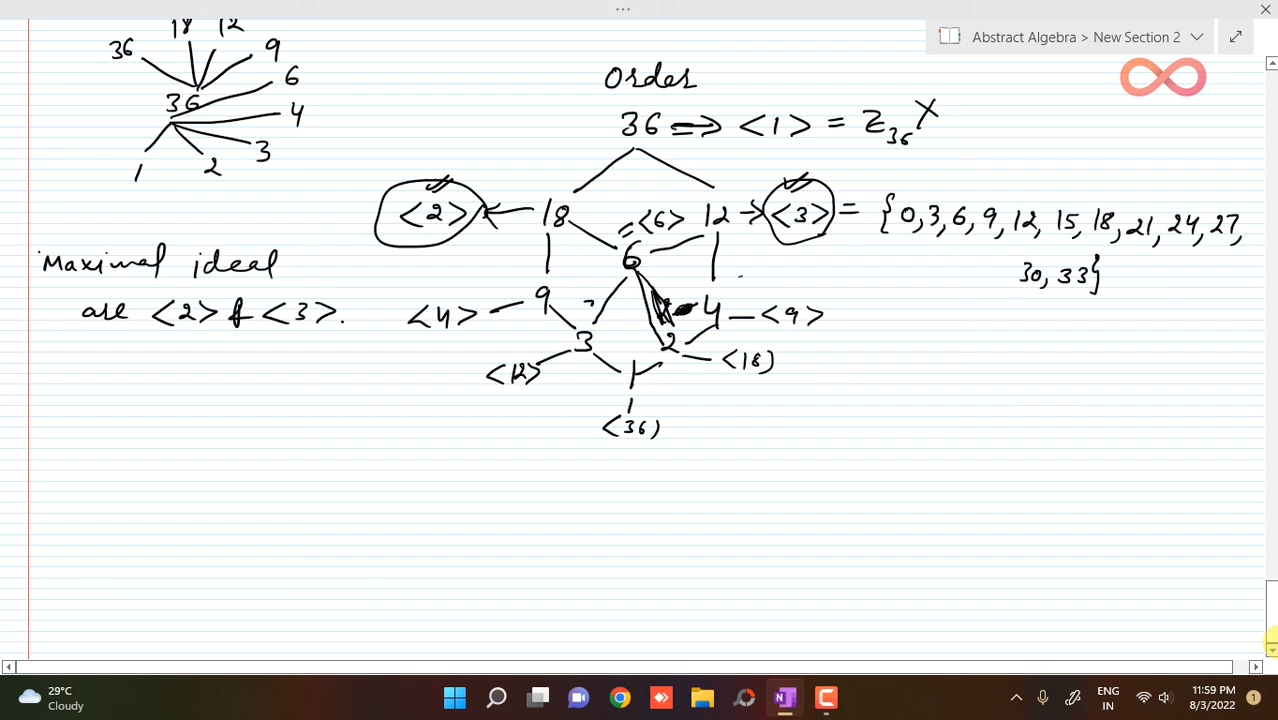 ...
Abstract Algebra > New Section 2
18 12
36 9
6
36
4
3
1 2
Order
36 ⟹ <1> = Z₃₆ X
<2> ← 18 12 → <3> = {0, 3, 6, 9, 12, 15, 18, 21, 24, 27,
30, 33}
= <6>
6
Maximal ideal
are <2> & <3>.
<4> — 9 4 — <9>
3 2
<12> <18>
1
<36>
29°C
Cloudy
ENG
IN
11:59 PM
8/3/2022
1